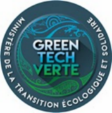 GREEN
TECH
VERTE
MINISTÈRE DE LA TRANSITION ÉCOLOGIQUE ET SOLIDAIRE